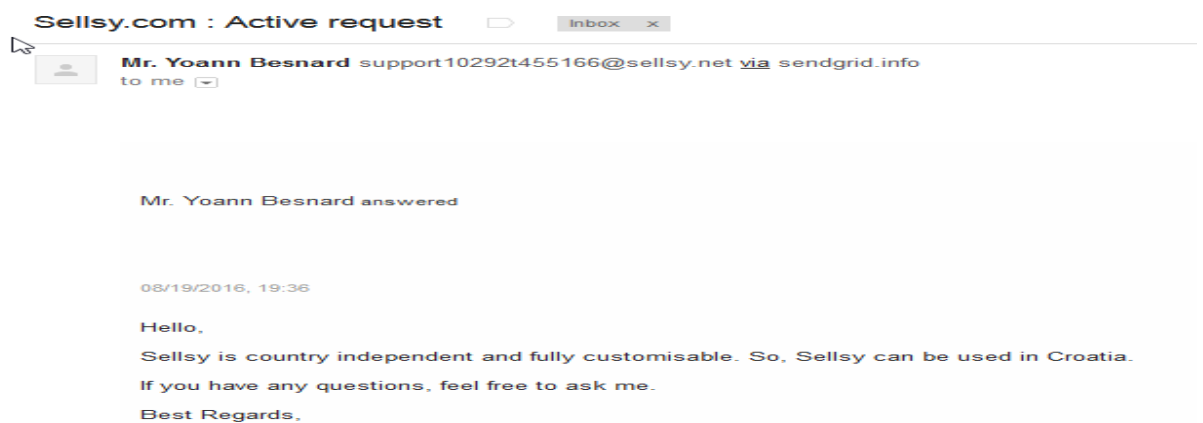 Sellsy.com : Active request
Inbox x
Mr. Yoann Besnard support10292t455166@sellsy.net via sendgrid.info
to me
Mr. Yoann Besnard answered
08/19/2016, 19:36
Hello,
Sellsy is country independent and fully customisable. So, Sellsy can be used in Croatia.
If you have any questions, feel free to ask me.
Best Regards,